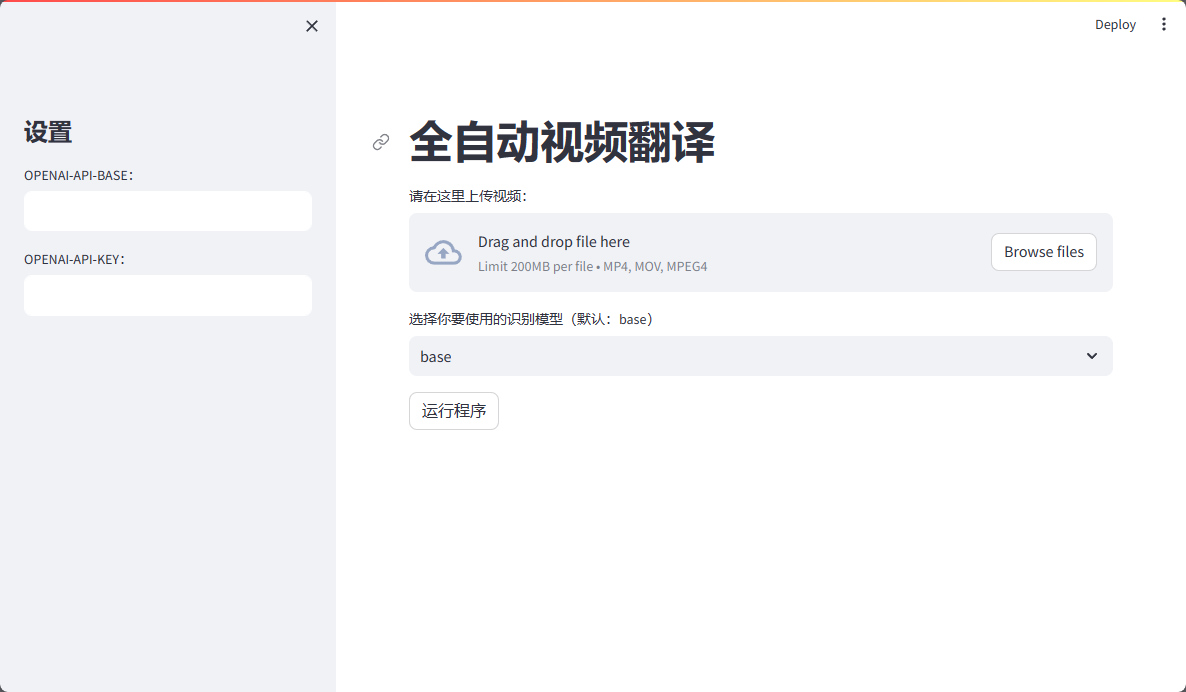 Deploy
设置
OPENAI-API-BASE：
OPENAI-API-KEY：
全自动视频翻译
请在这里上传视频：
Drag and drop file here
Limit 200MB per file • MP4, MOV, MPEG4
Browse files
选择你要使用的识别模型（默认：base）
base
运行程序